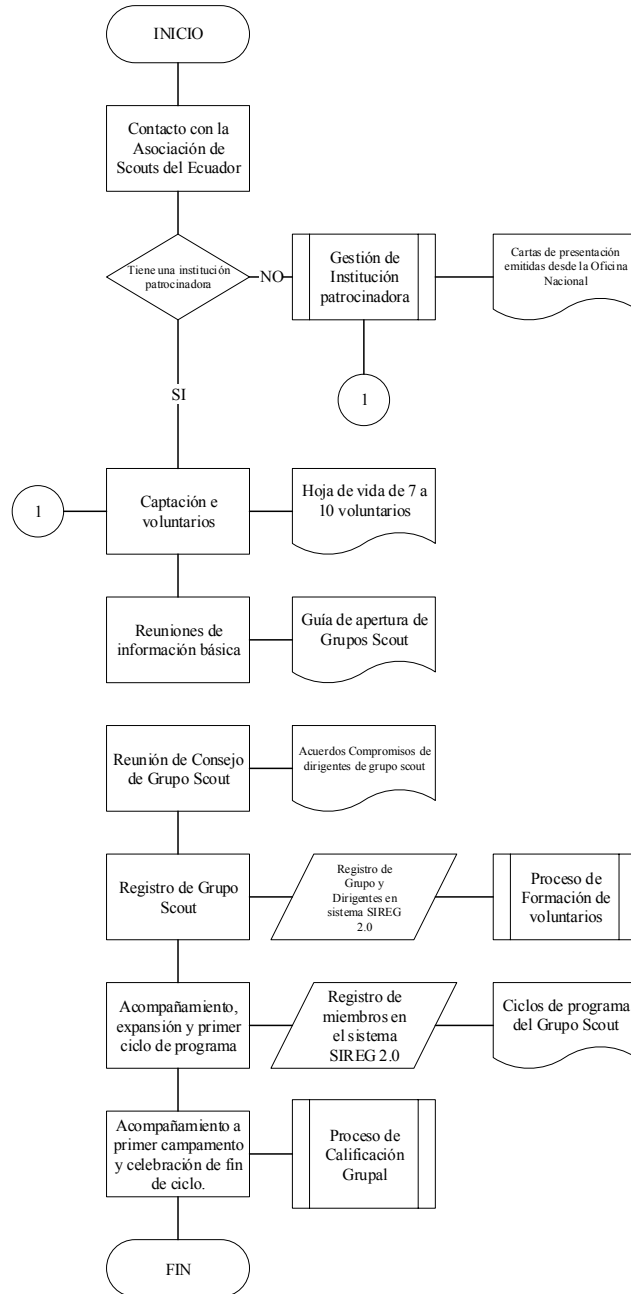 INICIO
Contacto con la
Asociación de
Scouts del Ecuador
Tiene una institución
patrocinadora
NO
Gestión de
Institución
patrocinadora
Cartas de presentación
emitidas desde la Oficina
Nacional
1
SI
1
Captación e
voluntarios
Hoja de vida de 7 a
10 voluntarios
Reuniones de
información básica
Guía de apertura de
Grupos Scout
Reunión de Consejo
de Grupo Scout
Acuerdos Compromisos de
dirigentes de grupo scout
Registro de Grupo
Scout
Registro de
Grupo y
Dirigentes en
sistema SIREG
2.0
Proceso de
Formación de
voluntarios
Acompañamiento,
expansión y primer
ciclo de programa
Registro de
miembros en
el sistema
SIREG 2.0
Ciclos de programa
del Grupo Scout
Acompañamiento a
primer campamento
y celebración de fin
de ciclo.
Proceso de
Calificación
Grupal
FIN